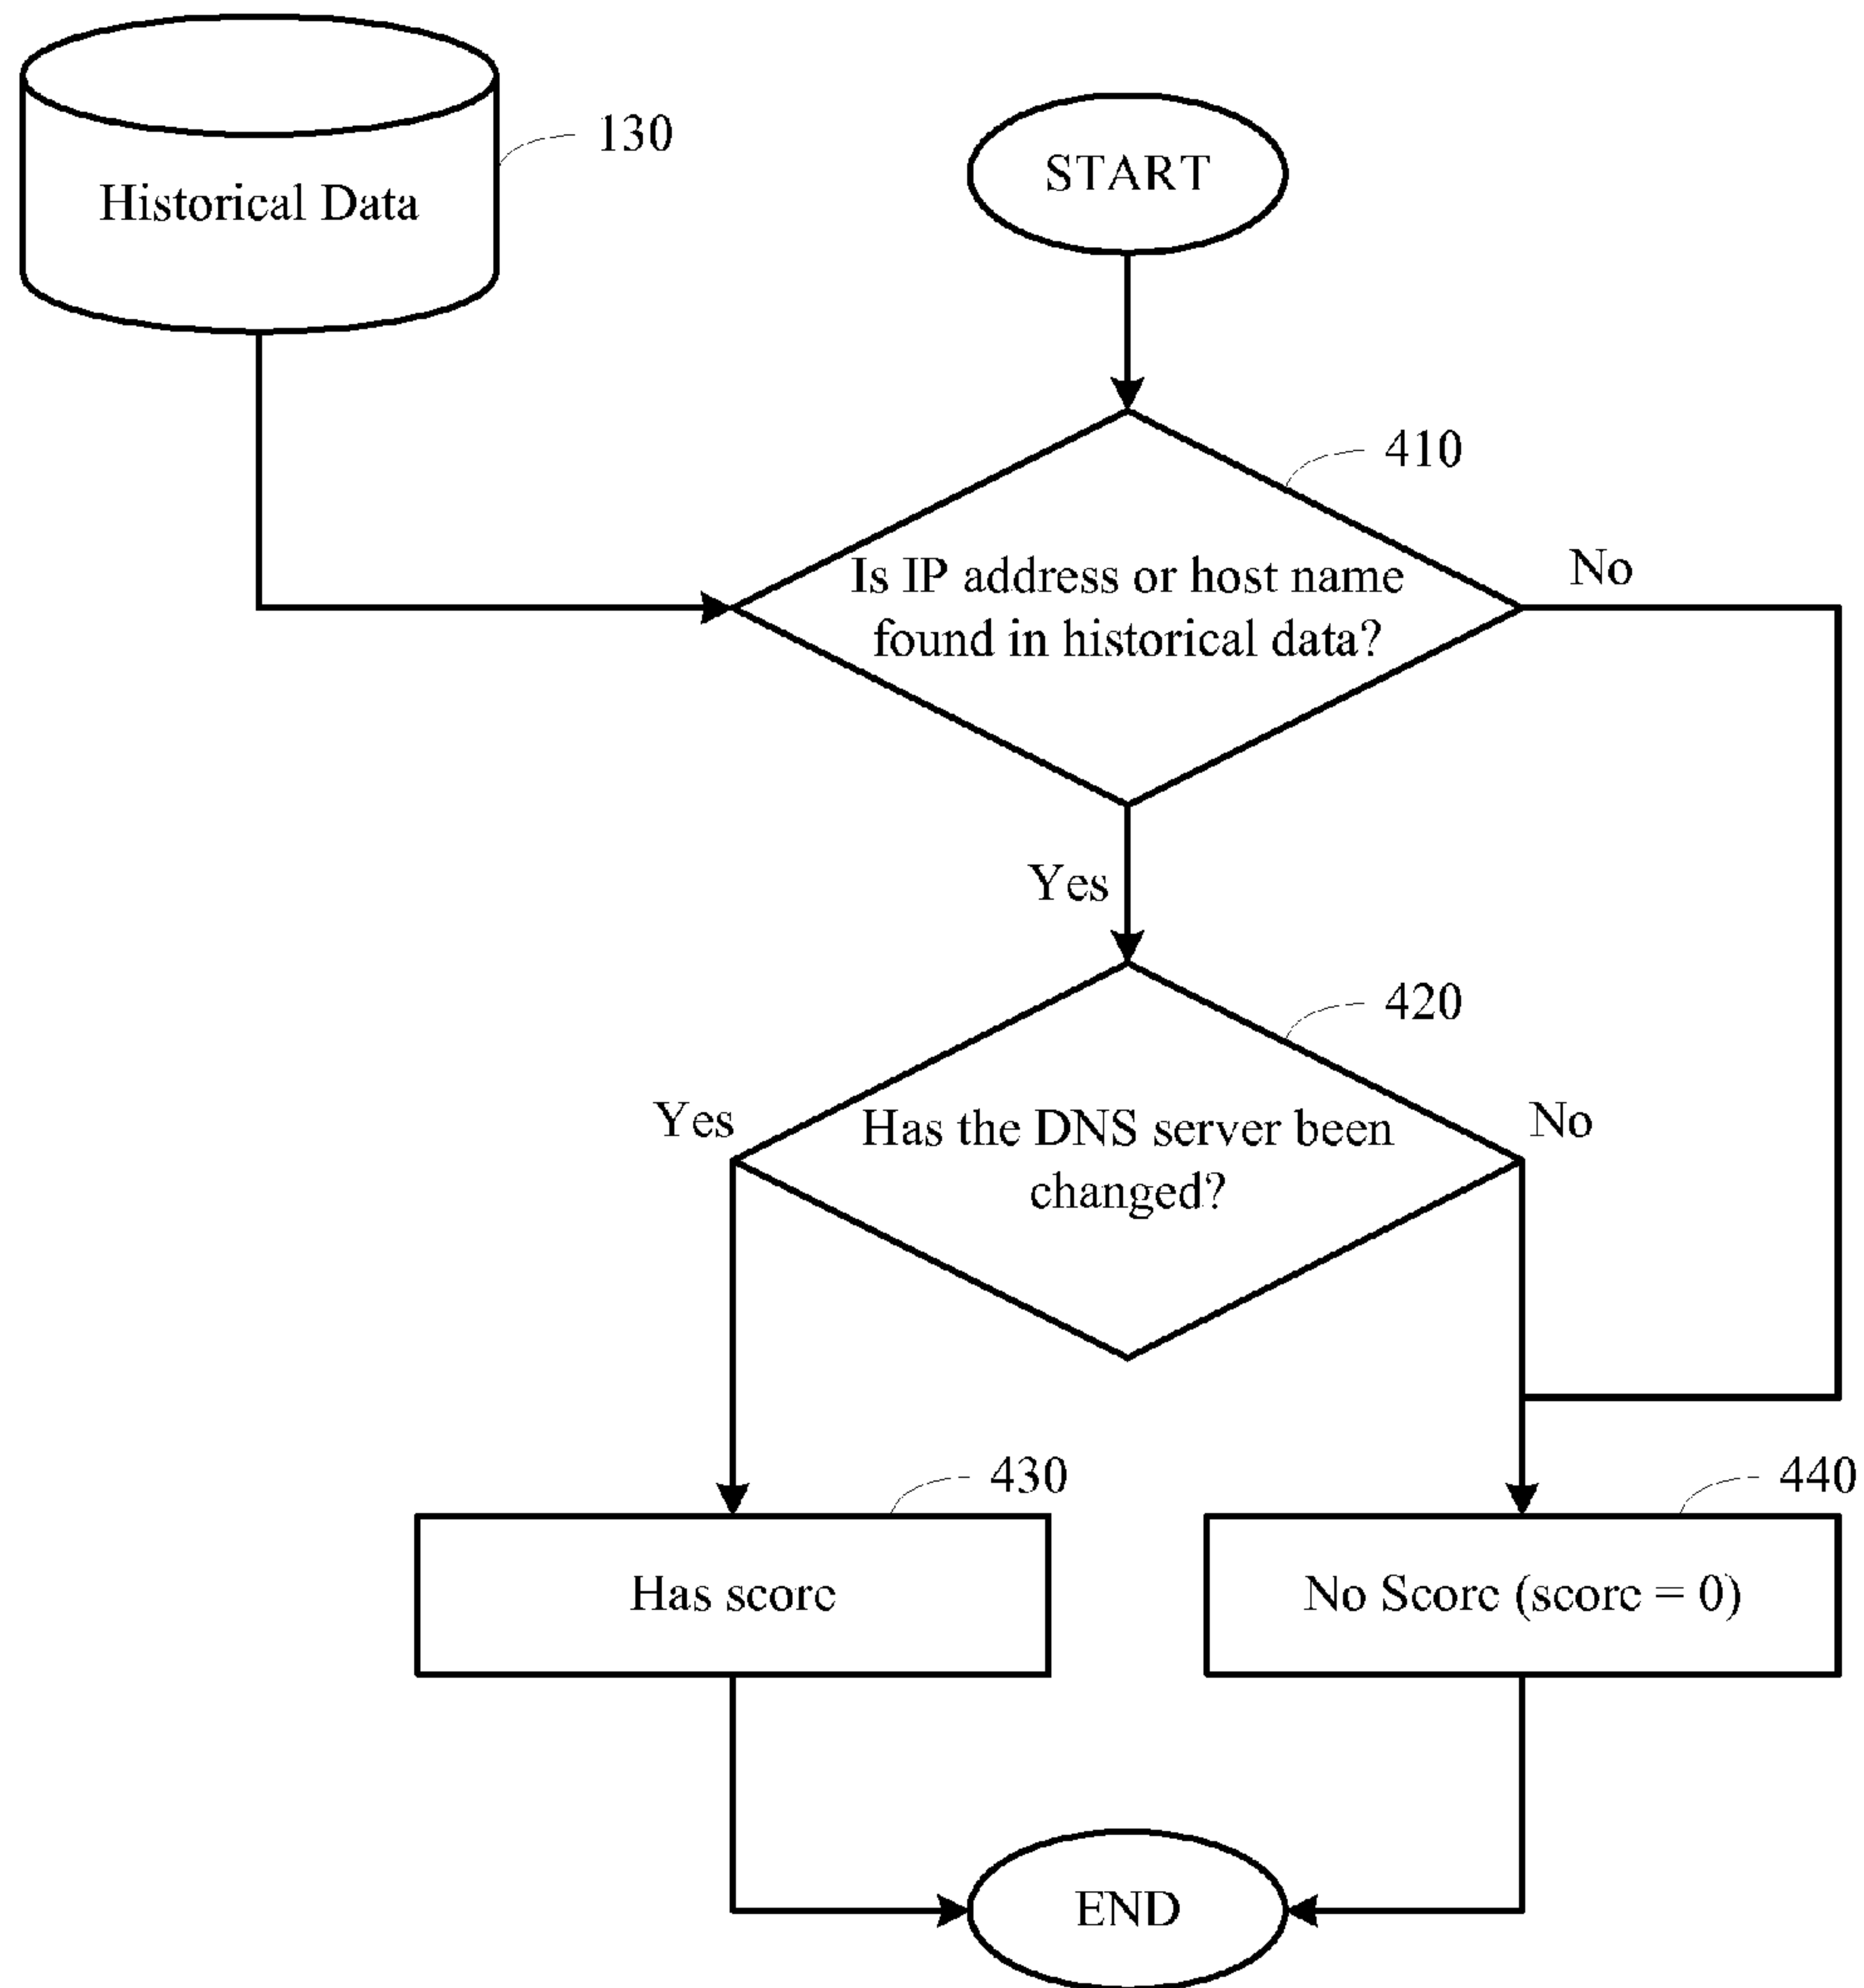 130
Historical Data
START
410
Is IP address or host name
found in historical data?
No
Yes
420
Yes
Has the DNS server been
changed?
No
430
Has score
440
No Score (score = 0)
END